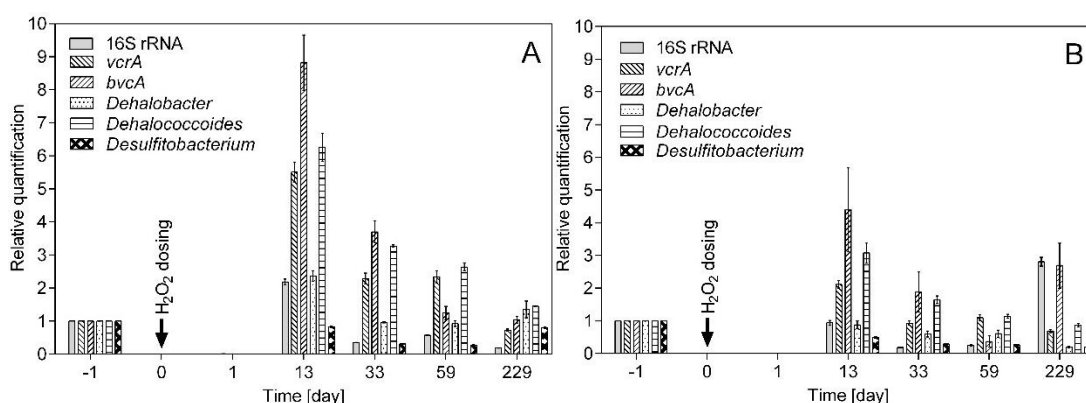 A
Relative quantification
10
9
8
7
6
5
4
3
2
1
0
16S rRNA
vcrA
bvcA
Dehalobacter
Dehalococcoides
Desulfitobacterium
H₂O₂ dosing
-1 0 1 13 33 59 229
Time [day]
B
Relative quantification
10
9
8
7
6
5
4
3
2
1
0
16S rRNA
vcrA
bvcA
Dehalobacter
Dehalococcoides
Desulfitobacterium
H₂O₂ dosing
-1 0 1 13 33 59 229
Time [day]